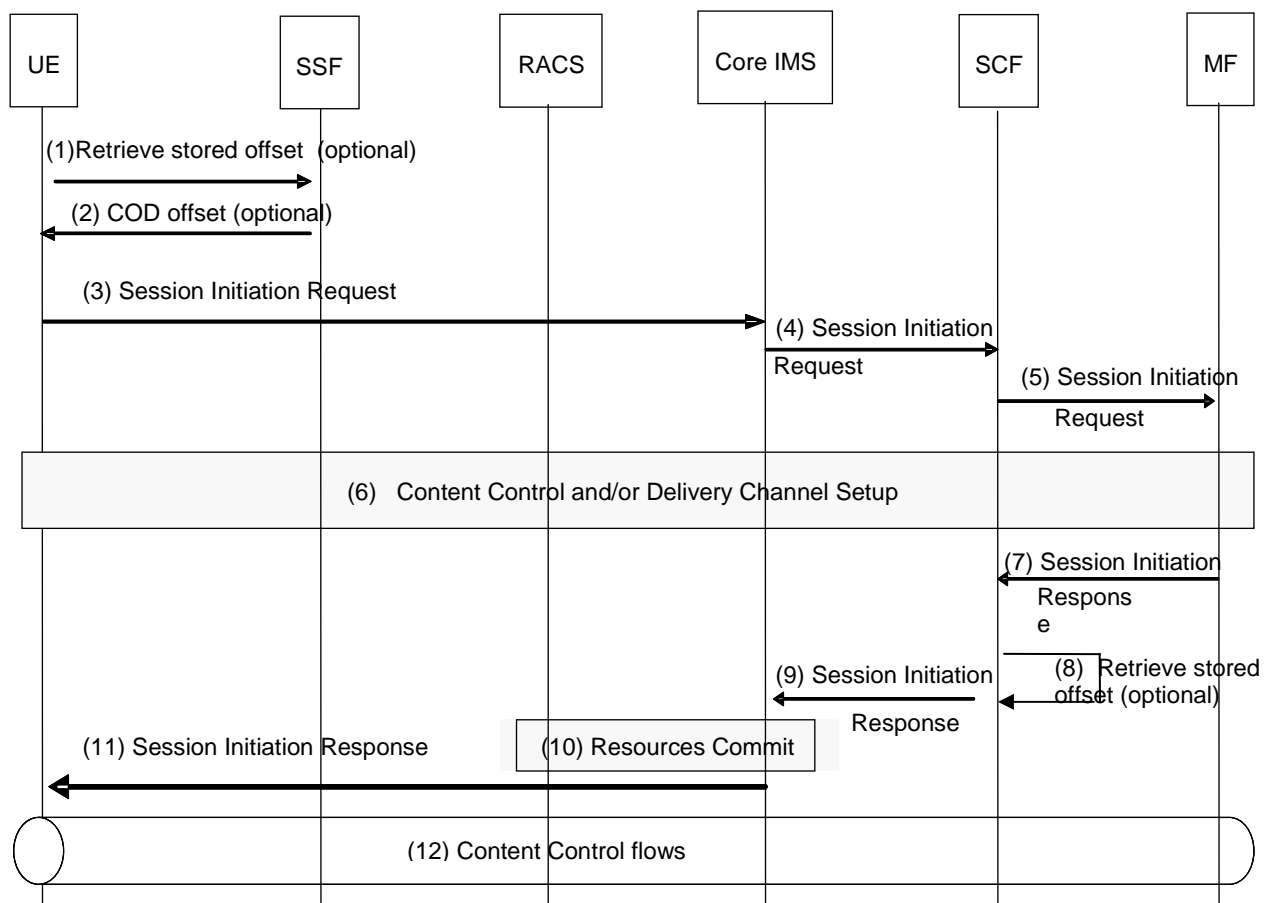 UE
SSF
RACS
Core IMS
SCF
MF
(1)Retrieve stored offset (optional)
(2) COD offset (optional)
(3) Session Initiation Request
(4) Session Initiation
Request
(5) Session Initiation
Request
(6) Content Control and/or Delivery Channel Setup
(7) Session Initiation
Respons
e
(8) Retrieve stored
offset (optional)
(9) Session Initiation
Response
(10) Resources Commit
(11) Session Initiation Response
(12) Content Control flows